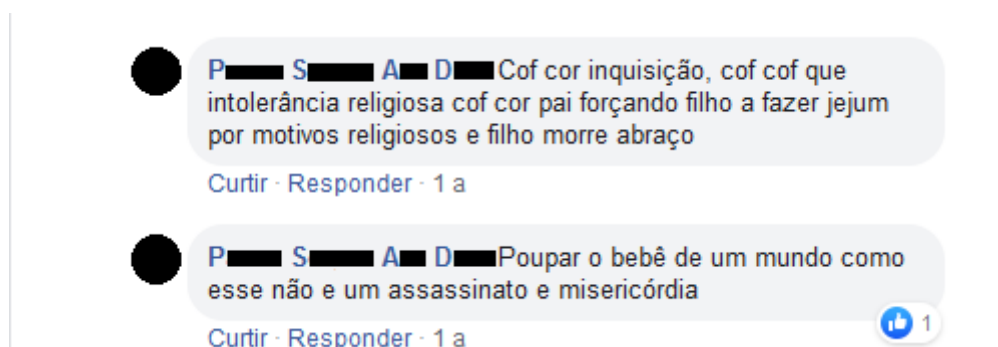 P S A D Cof cor inquisição, cof cof que
intolerância religiosa cof cor pai forçando filho a fazer jejum
por motivos religiosos e filho morre abraço
Curtir · Responder · 1 a
P S A D Poupar o bebê de um mundo como
esse não e um assassinato e misericórdia
1
Curtir · Responder · 1 a